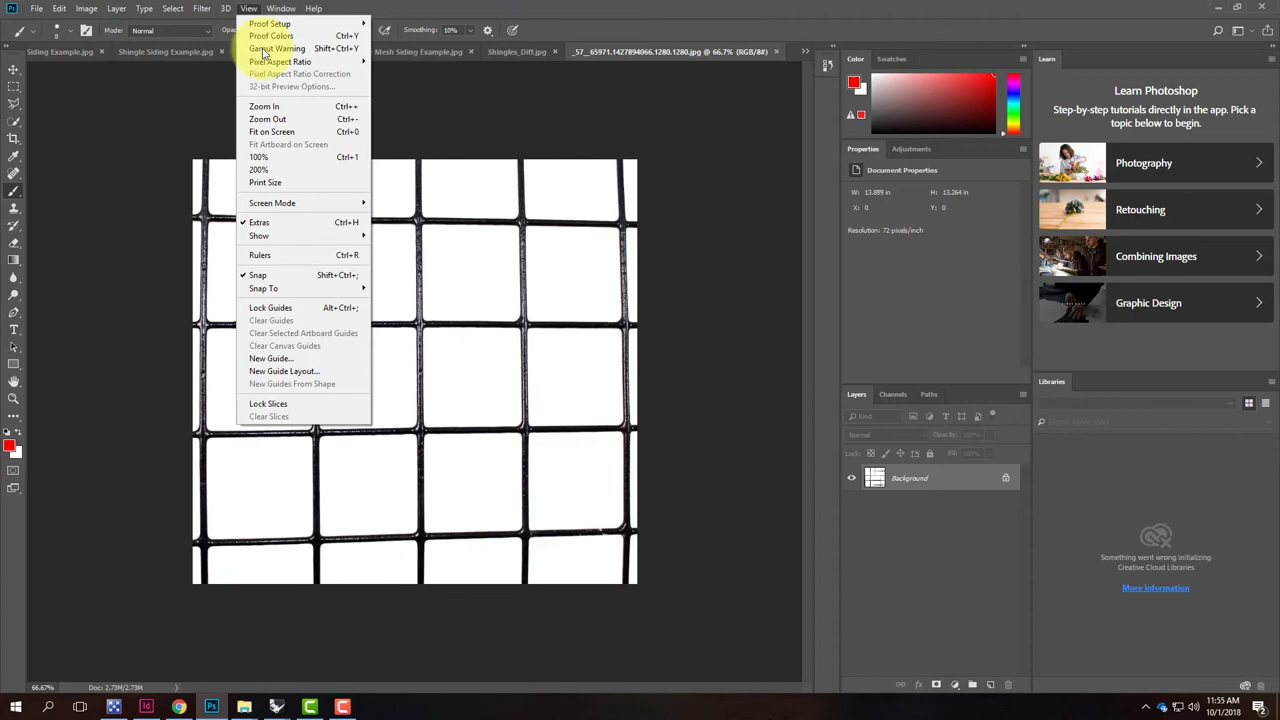 Ps File Edit Image Layer Type Select Filter 3D View Window Help
Mode: Normal Opac Smoothing: 10%
Siding Example.jpg × Shingle Siding Example.jpg Mesh Siding Example.jpg × Shingles_Diff.jpg × _57__65971.1427894066.1280.1280.jpg @ 66.7% (RGB/8#) ×
Proof Setup
Proof Colors Ctrl+Y
Gamut Warning Shift+Ctrl+Y
Pixel Aspect Ratio
Pixel Aspect Ratio Correction
32-bit Preview Options...
Zoom In Ctrl++
Zoom Out Ctrl+-
Fit on Screen Ctrl+0
Fit Artboard on Screen
100% Ctrl+1
200%
Print Size
Screen Mode
Extras Ctrl+H
Show
Rulers Ctrl+R
Snap Shift+Ctrl+;
Snap To
Lock Guides Alt+Ctrl+;
Clear Guides
Clear Selected Artboard Guides
Clear Canvas Guides
New Guide...
New Guide Layout...
New Guides From Shape
Lock Slices
Clear Slices
Color Swatches
Properties Adjustments
Document Properties
W: 13.889 in H: 13.264 in
X: 0 Y: 0
Resolution: 72 pixels/inch
Layers Channels Paths
Kind
Normal Opacity: 100%
Lock: Fill: 100%
Background
Learn
Learn Photoshop
Step-by-step tutorials directly in the app. Pick a
topic below to begin.
Photography
Retouching
Combining Images
Graphic Design
Libraries
Something went wrong initializing
Creative Cloud Libraries
More information
66.67% Doc: 2.73M/2.73M
11:55 AM
10/15/2018